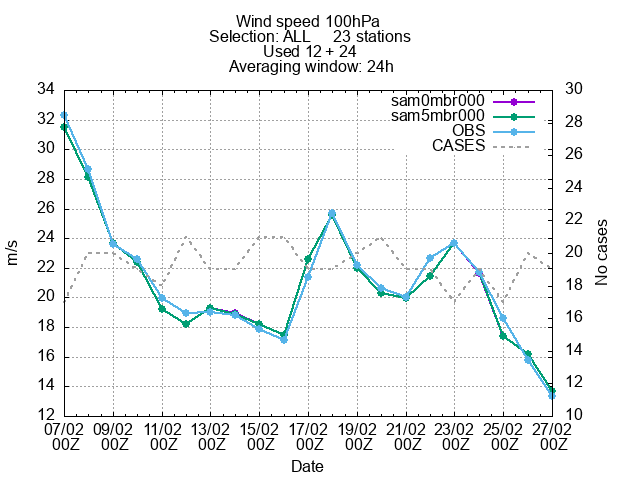 Wind speed 100hPa
Selection: ALL 23 stations
Used 12 + 24
Averaging window: 24h
34
32
30
28
26
24
22
20
18
16
14
12
30
28
26
24
22
20
18
16
14
12
10
sam0mbr000
sam5mbr000
OBS
CASES
m/s
No cases
07/02 09/02 11/02 13/02 15/02 17/02 19/02 21/02 23/02 25/02 27/02
00Z 00Z 00Z 00Z 00Z 00Z 00Z 00Z 00Z 00Z 00Z
Date